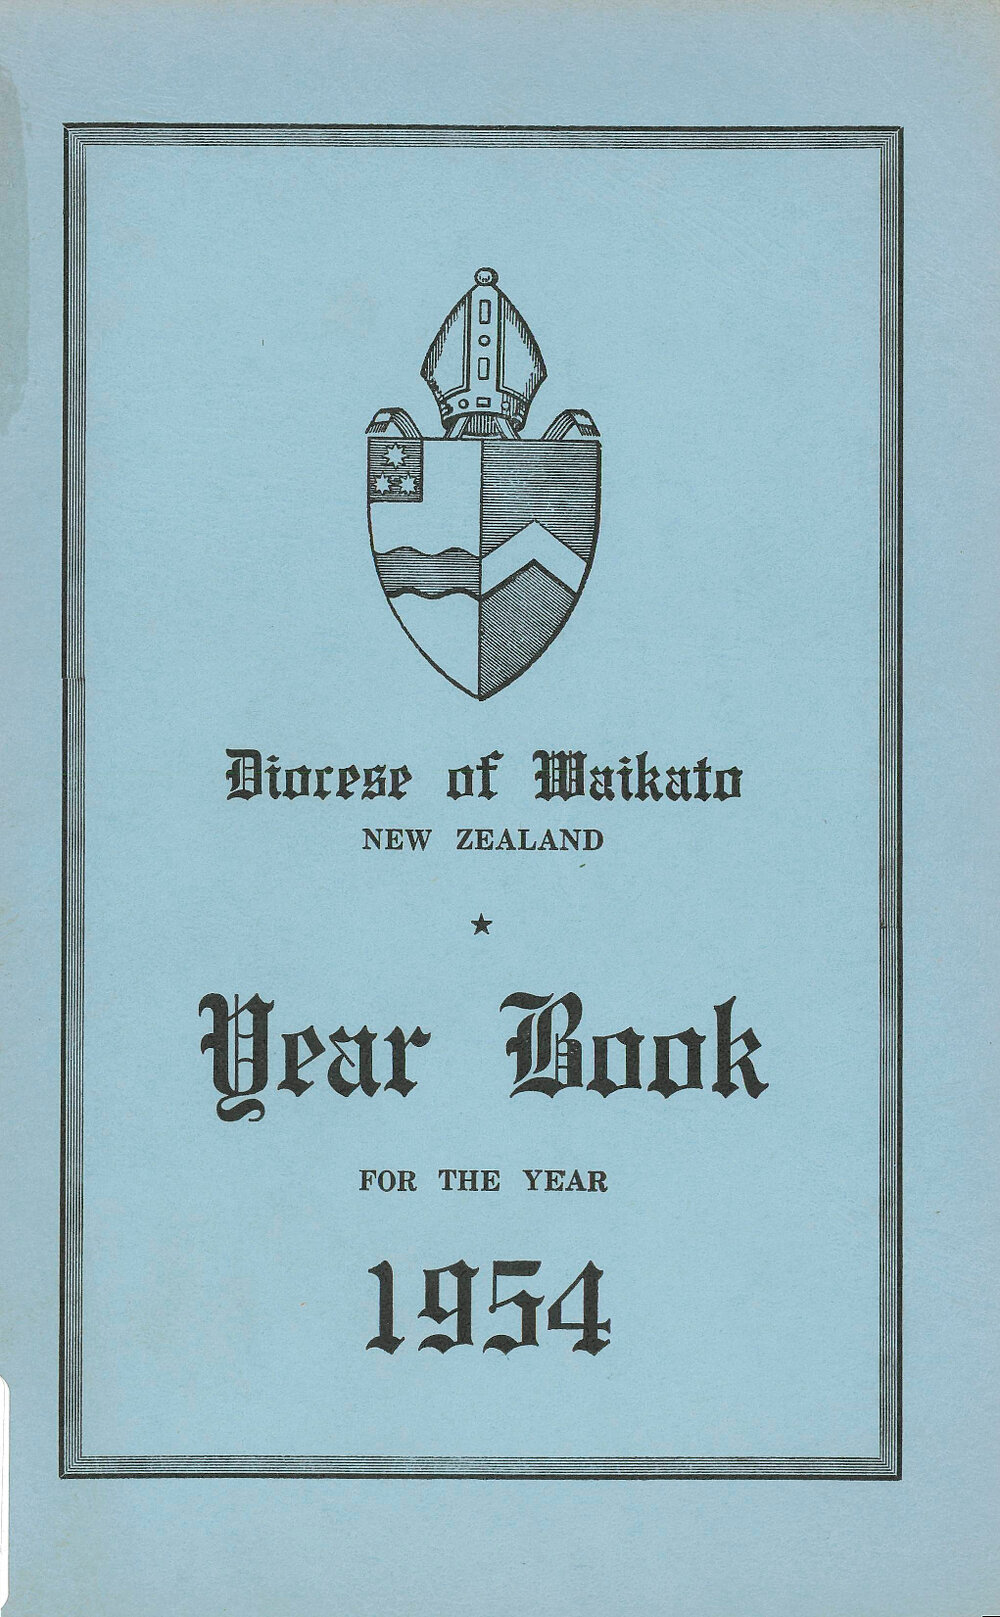 Diocese of Waikato
NEW ZEALAND
Year Book
FOR THE YEAR
1954